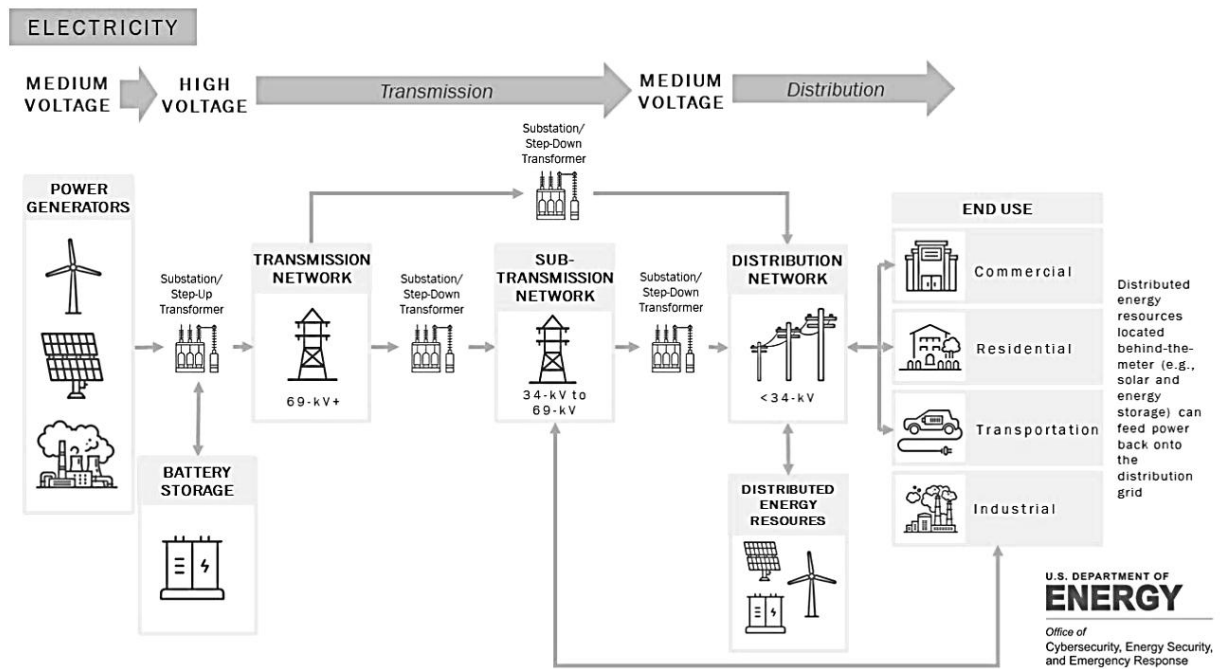 ELECTRICITY
MEDIUM
VOLTAGE
HIGH
VOLTAGE
Transmission
MEDIUM
VOLTAGE
Distribution
Substation/
Step-Down
Transformer
POWER
GENERATORS
Substation/
Step-Up
Transformer
TRANSMISSION
NETWORK
69-kV+
Substation/
Step-Down
Transformer
SUB-
TRANSMISSION
NETWORK
34-kV to
69-kV
Substation/
Step-Down
Transformer
DISTRIBUTION
NETWORK
<34-kV
END USE
Commercial
Residential
Transportation
Industrial
Distributed
energy
resources
located
behind-the-
meter (e.g.,
solar and
energy
storage) can
feed power
back onto
the
distribution
grid
BATTERY
STORAGE
DISTRIBUTED
ENERGY
RESOURES
U.S. DEPARTMENT OF
ENERGY
Office of
Cybersecurity, Energy Security,
and Emergency Response